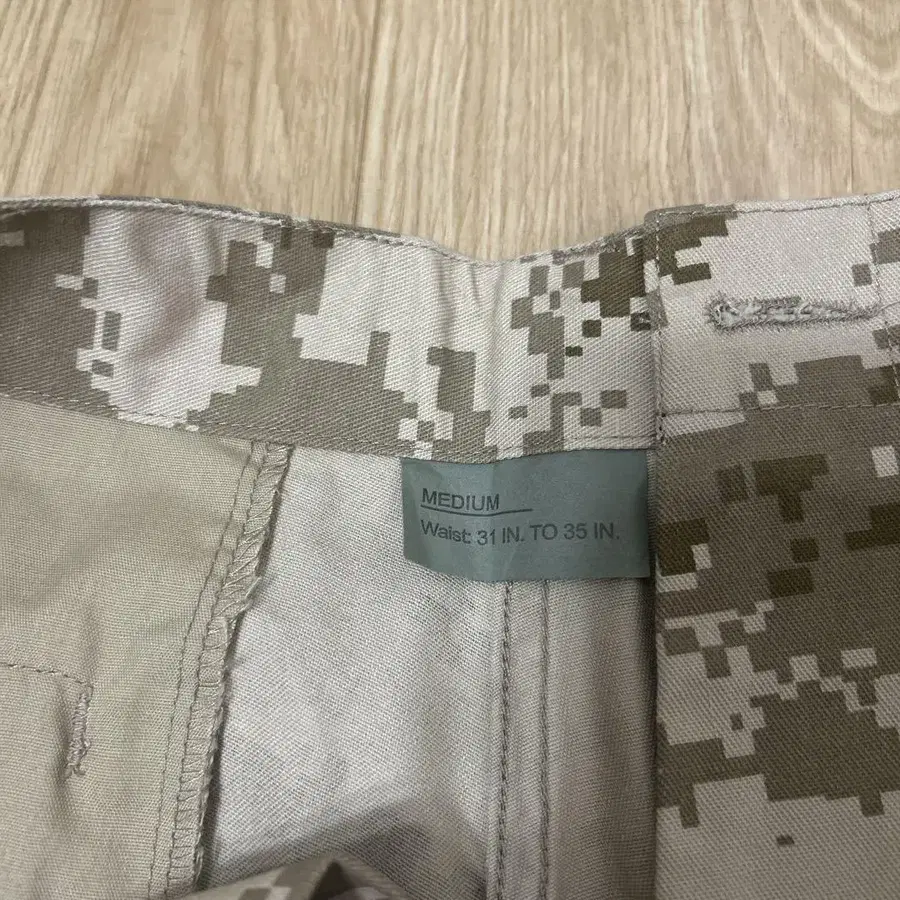 MEDIUM
Waist: 31 IN. TO 35 IN.